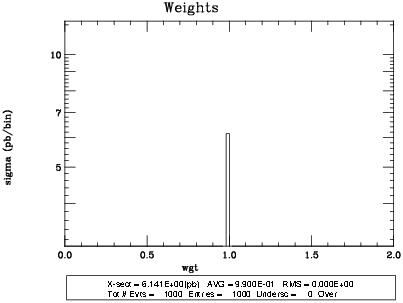 Weights
sigma (pb/bin)
10
7
5
0.0 0.5 1.0 1.5 2.0
wgt
X-sect = 6.141E+00(pb) AVG = 9.900E-01 RMS = 0.000E+00
Tot # Evts = 1000 Entries = 1000 Undersc = 0 Over